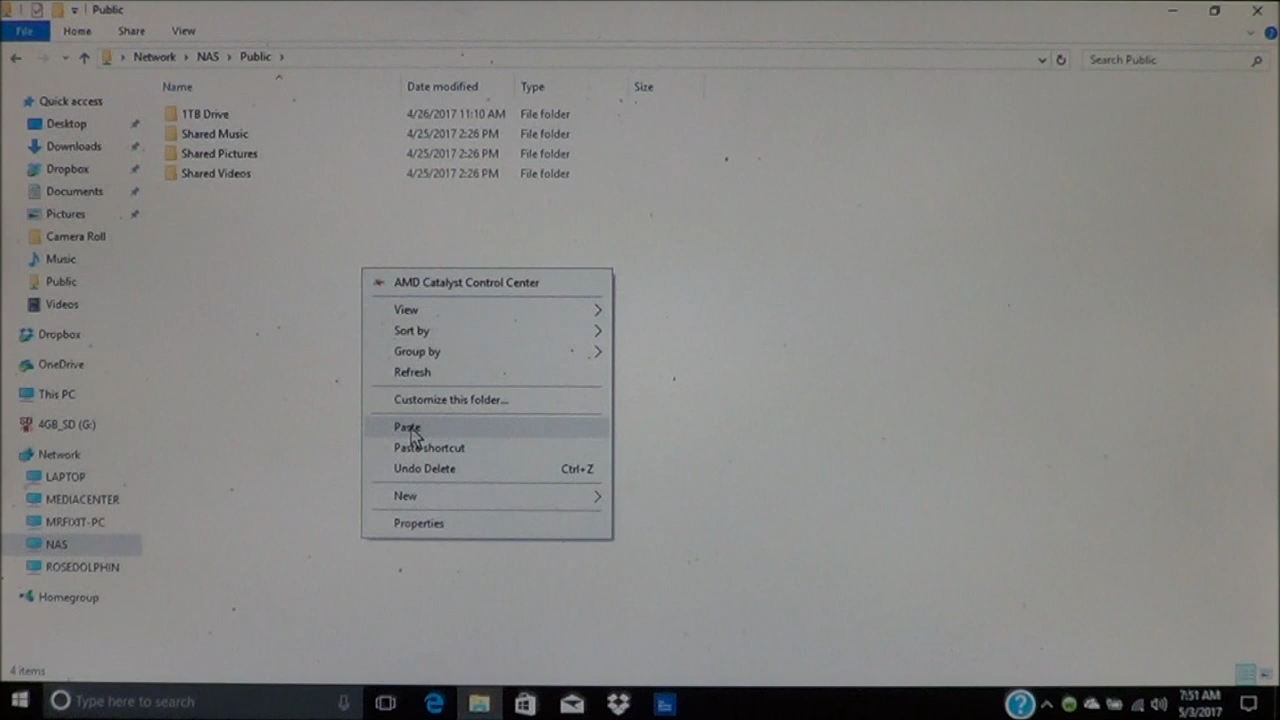 Public
File Home Share View
Network NAS Public
Search Public
Name Date modified Type Size
1TB Drive 4/26/2017 11:10 AM File folder
Shared Music 4/25/2017 2:26 PM File folder
Shared Pictures 4/25/2017 2:26 PM File folder
Shared Videos 4/25/2017 2:26 PM File folder
Quick access
Desktop
Downloads
Dropbox
Documents
Pictures
Camera Roll
Music
Public
Videos
Dropbox
OneDrive
This PC
4GB_SD (G:)
Network
LAPTOP
MEDIACENTER
MRFIXIT-PC
NAS
ROSEDOLPHIN
Homegroup
AMD Catalyst Control Center
View
Sort by
Group by
Refresh
Customize this folder...
Paste
Paste shortcut
Undo Delete Ctrl+Z
New
Properties
4 items
Type here to search
7:51 AM
5/3/2017